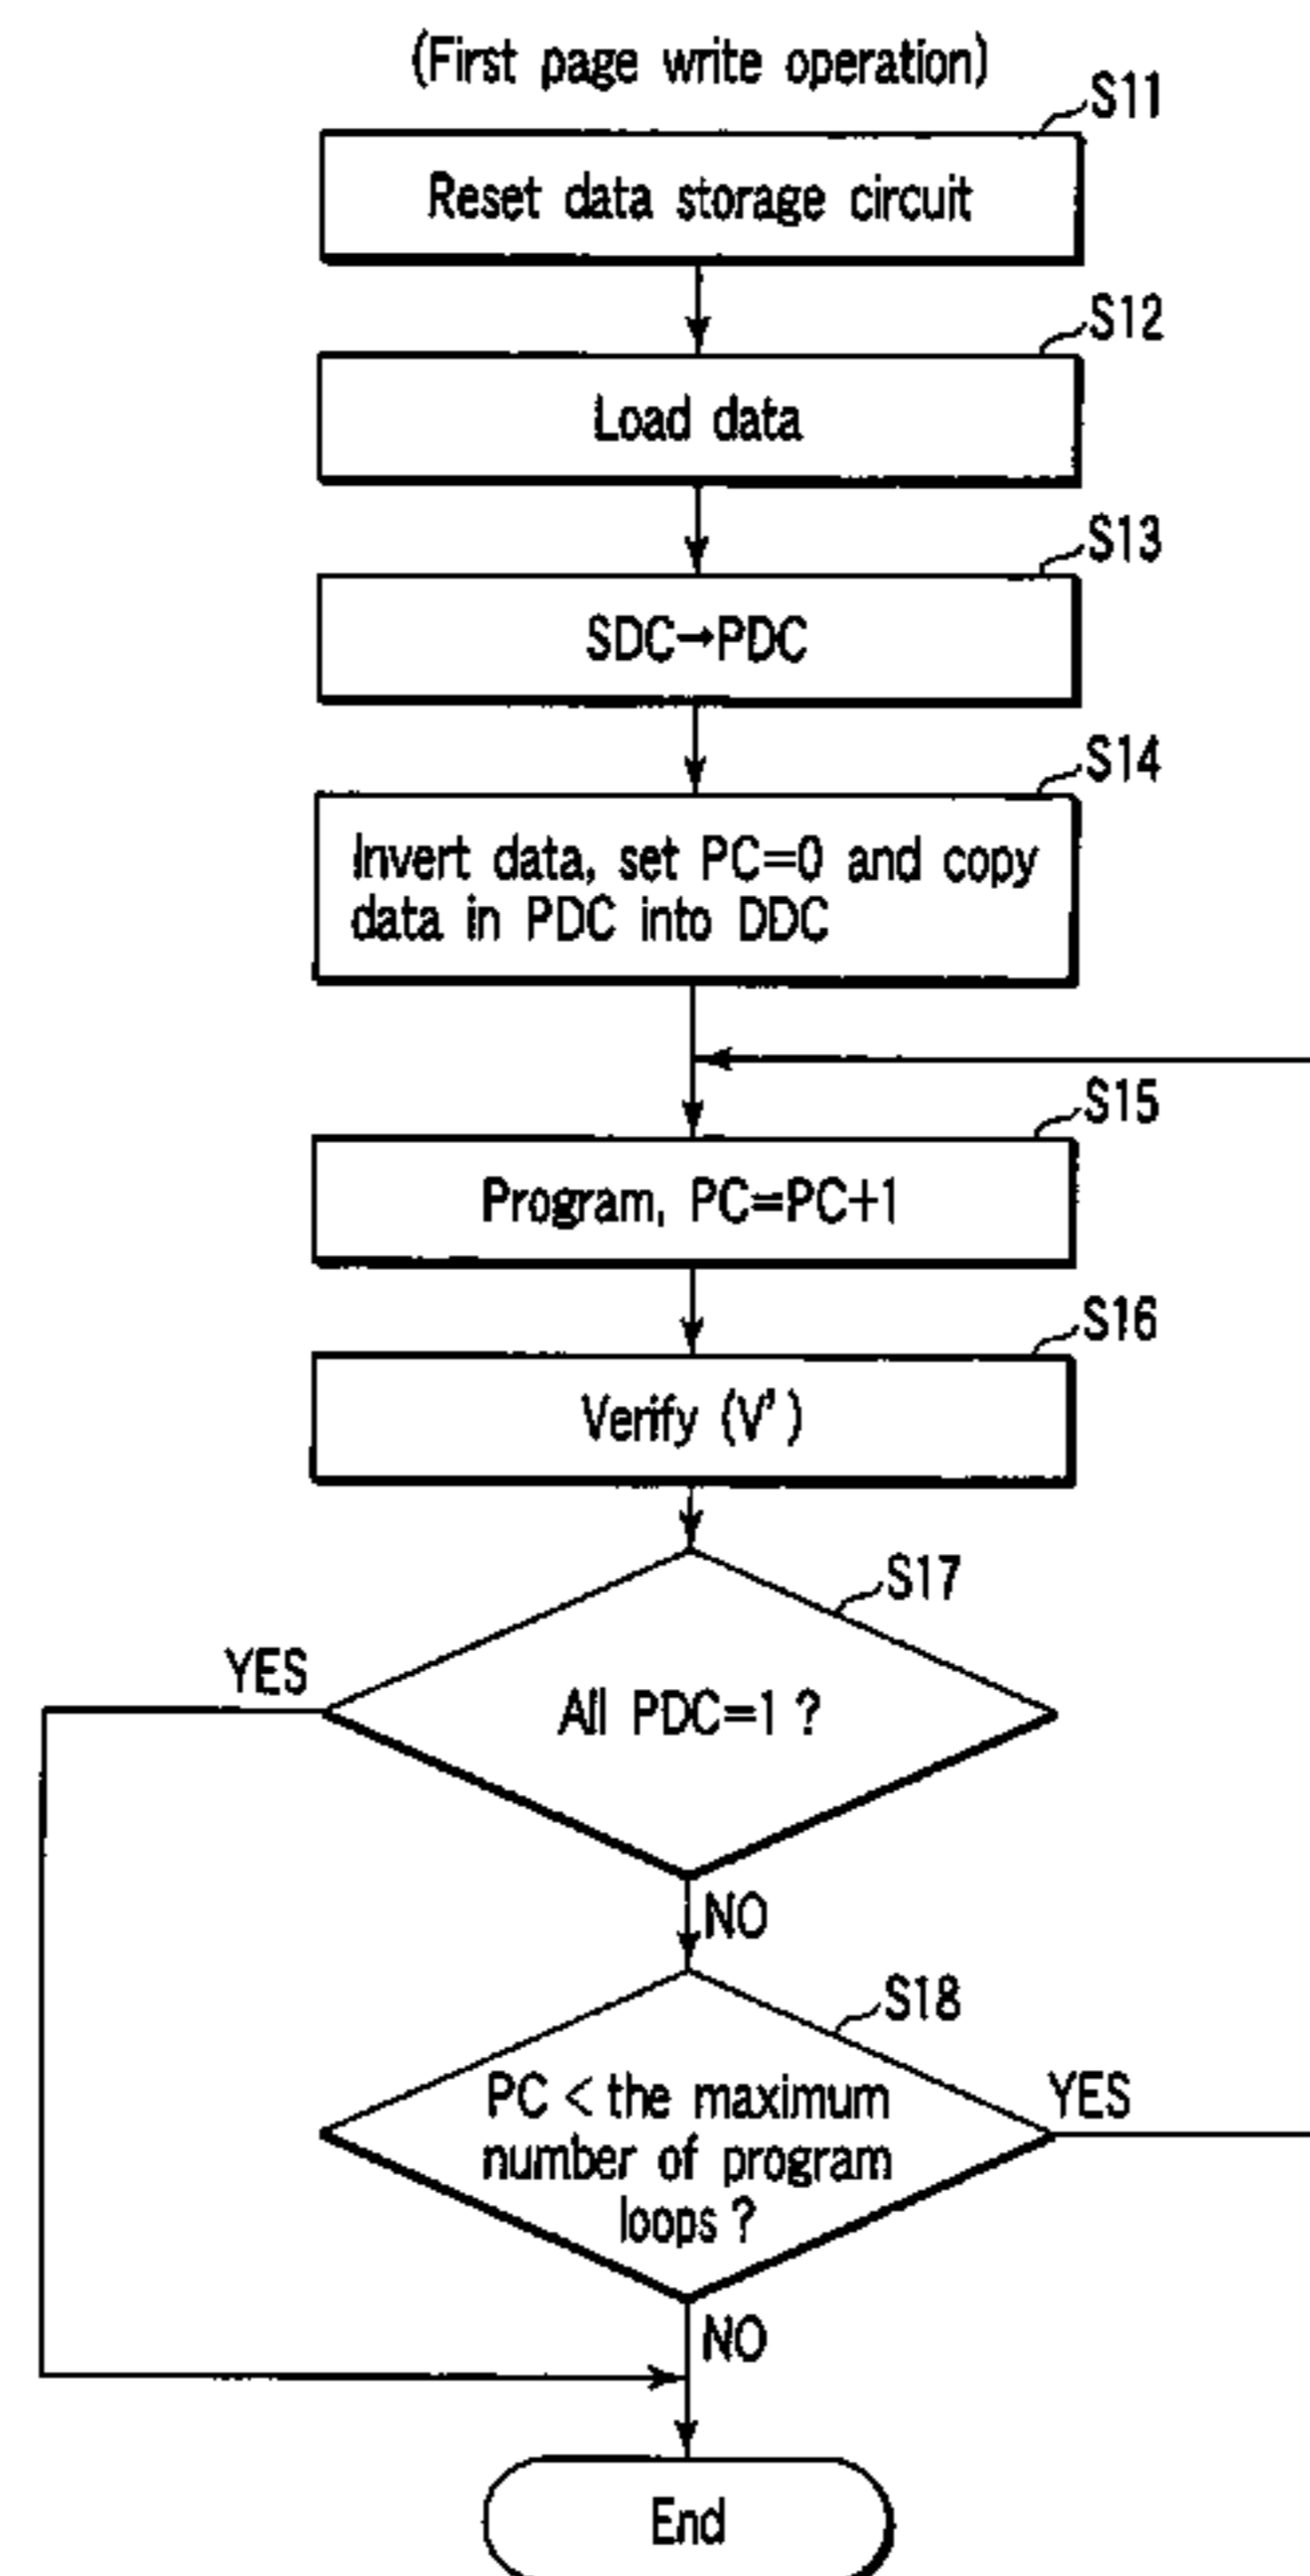 (First page write operation)
S11
Reset data storage circuit
S12
Load data
S13
SDC→PDC
S14
Invert data, set PC=0 and copy
data in PDC into DDC
S15
Program, PC=PC+1
S16
Verify (V')
S17
YES
All PDC=1 ?
NO
S18
PC < the maximum
number of program
loops ?
YES
NO
End